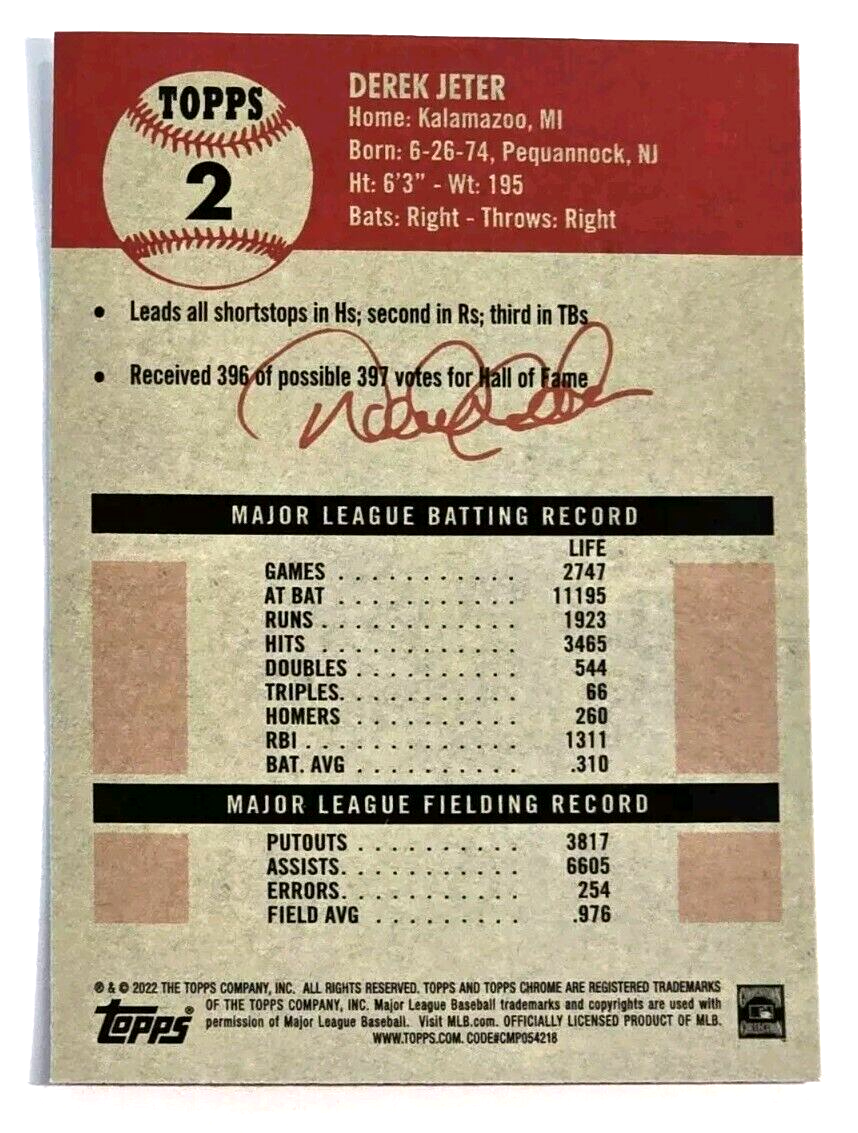 TOPPS
2
DEREK JETER
Home: Kalamazoo, MI
Born: 6-26-74, Pequannock, NJ
Ht: 6'3" - Wt: 195
Bats: Right - Throws: Right
• Leads all shortstops in Hs; second in Rs; third in TBs
• Received 396 of possible 397 votes for Hall of Fame
Derek Jeter
MAJOR LEAGUE BATTING RECORD
LIFE
GAMES . . . . . . . . . . . 2747
AT BAT . . . . . . . . . . . 11195
RUNS . . . . . . . . . . . . 1923
HITS . . . . . . . . . . . 3465
DOUBLES . . . . . . . . . . 544
TRIPLES. . . . . . . . . . . 66
HOMERS . . . . . . . . . . 260
RBI . . . . . . . . . . . . . 1311
BAT. AVG . . . . . . . . . . .310
MAJOR LEAGUE FIELDING RECORD
PUTOUTS . . . . . . . . . . 3817
ASSISTS. . . . . . . . . . . 6605
ERRORS. . . . . . . . . . . 254
FIELD AVG . . . . . . . . . .976
® & © 2022 THE TOPPS COMPANY, INC. ALL RIGHTS RESERVED. TOPPS AND TOPPS CHROME ARE REGISTERED TRADEMARKS
OF THE TOPPS COMPANY, INC. Major League Baseball trademarks and copyrights are used with
topps® permission of Major League Baseball. Visit MLB.com. OFFICIALLY LICENSED PRODUCT OF MLB.
WWW.TOPPS.COM. CODE#CMP054218